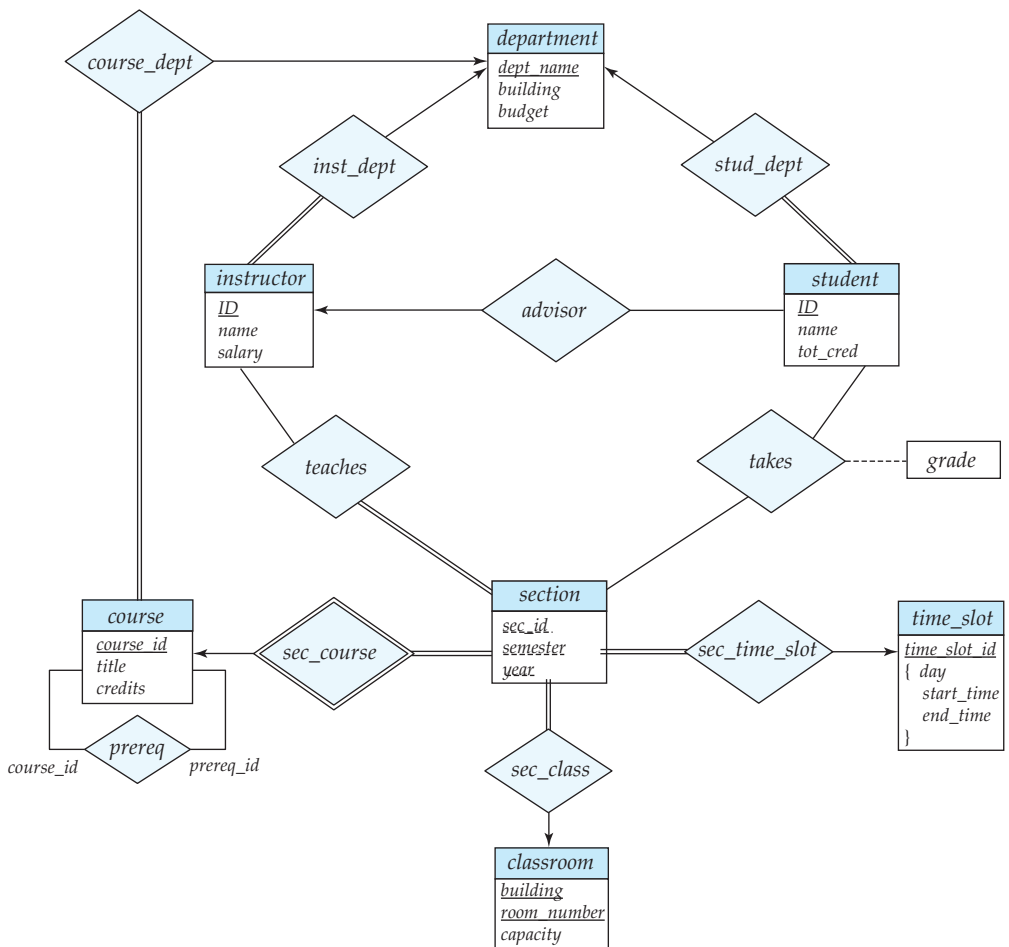 department
course_dept
dept_name
building
budget
inst_dept
stud_dept
instructor
ID
name
salary
advisor
student
ID
name
tot_cred
teaches
takes
grade
section
sec_id
semester
year
course
course_id
title
credits
sec_course
sec_time_slot
time_slot
time_slot_id
{ day
start_time
end_time
}
prereq
course_id
prereq_id
sec_class
classroom
building
room_number
capacity